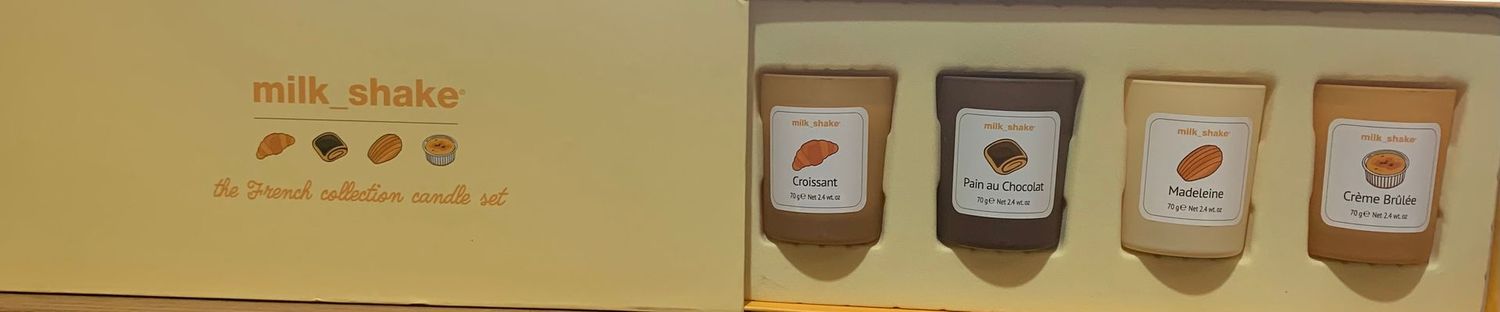 milk_shake®
the French collection candle set
milk_shake®
Croissant
70 g℮ Net 2.4 wt. oz
milk_shake®
Pain au Chocolat
70 g℮ Net 2.4 wt. oz
milk_shake®
Madeleine
70 g℮ Net 2.4 wt. oz
milk_shake®
Crème Brûlée
70 g℮ Net 2.4 wt. oz